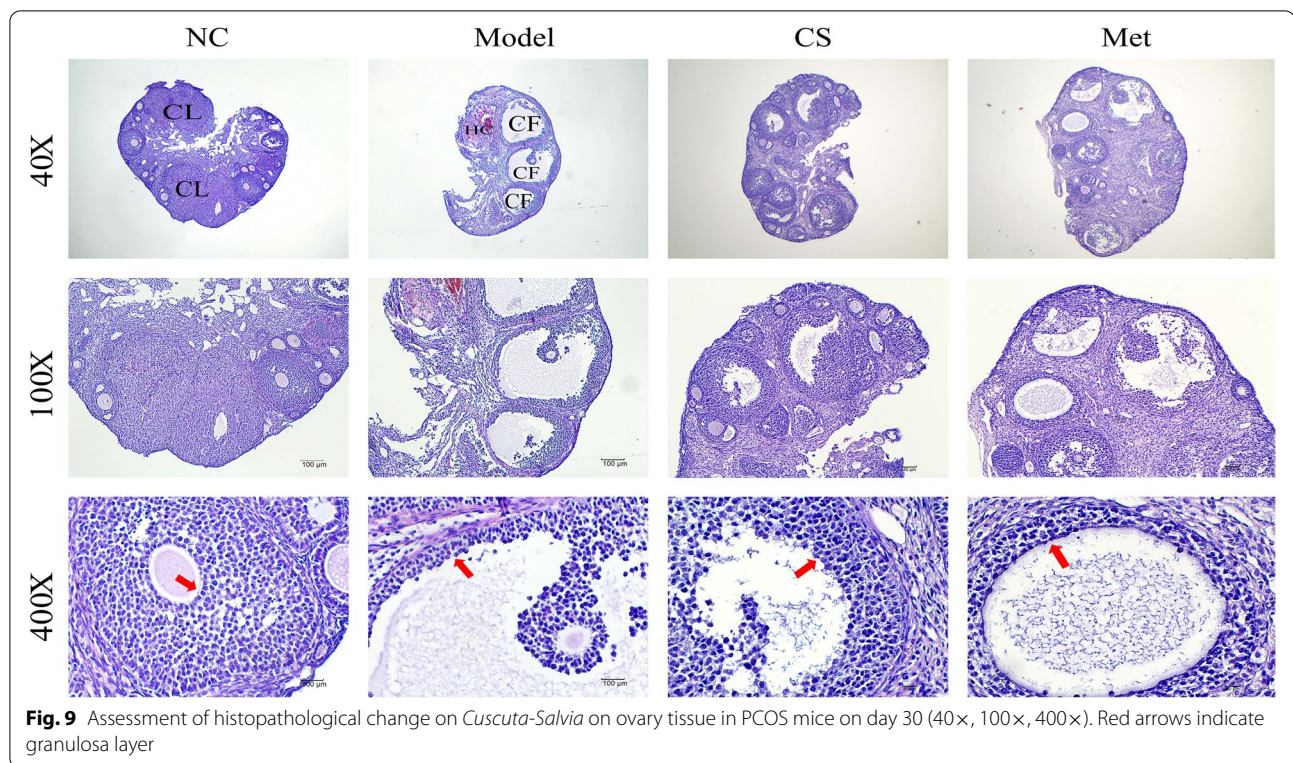 NC Model CS Met
40X
CL
CL
HC
CF
CF
CF
100X
100 µm
100 µm
400X
100 µm
Fig. 9 Assessment of histopathological change on Cuscuta-Salvia on ovary tissue in PCOS mice on day 30 (40×, 100×, 400×). Red arrows indicate
granulosa layer